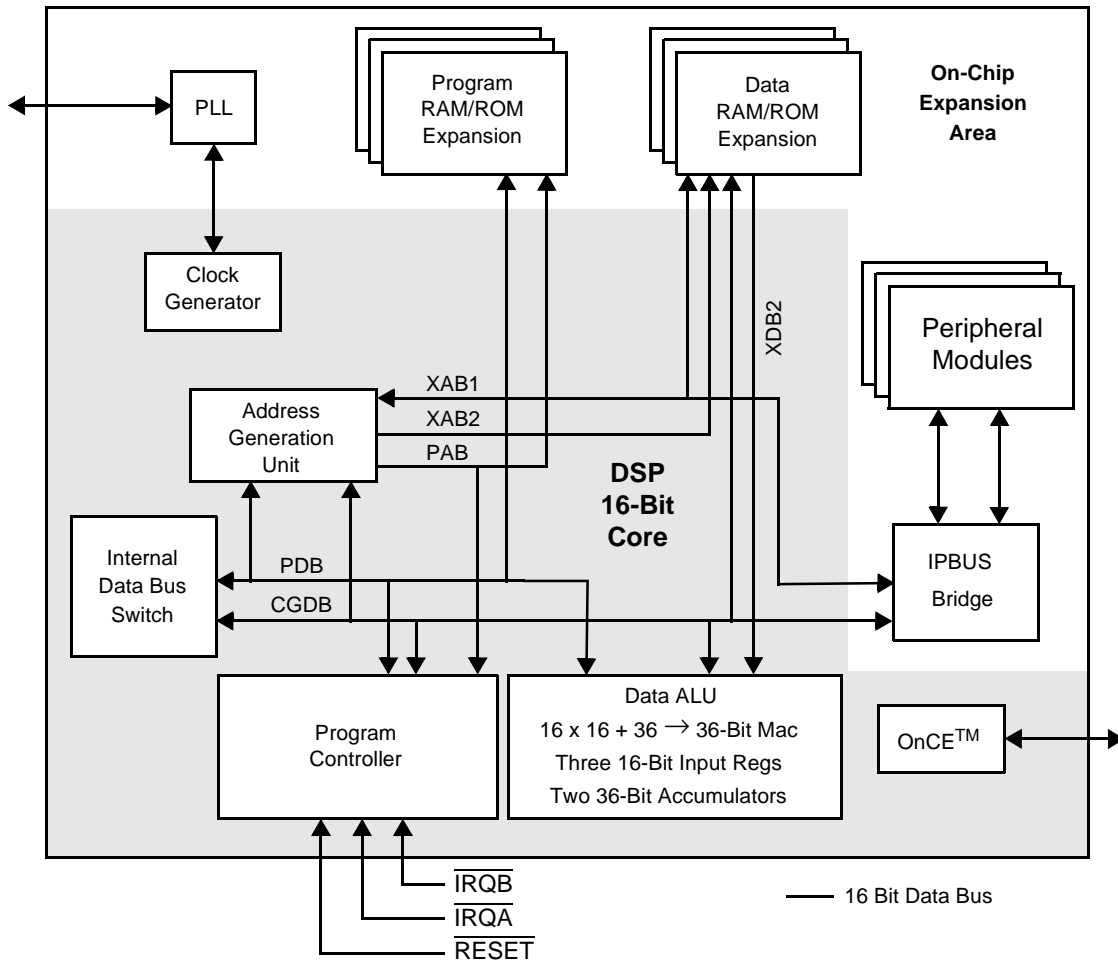 Program
RAM/ROM
Expansion
Data
RAM/ROM
Expansion
On-Chip
Expansion
Area
PLL
Clock
Generator
XDB2
Peripheral
Modules
XAB1
XAB2
PAB
Address
Generation
Unit
DSP
16-Bit
Core
Internal
Data Bus
Switch
PDB
CGDB
IPBUS
Bridge
Program
Controller
Data ALU
16 x 16 + 36 → 36-Bit Mac
Three 16-Bit Input Regs
Two 36-Bit Accumulators
OnCE™
IRQB
IRQA
RESET
16 Bit Data Bus